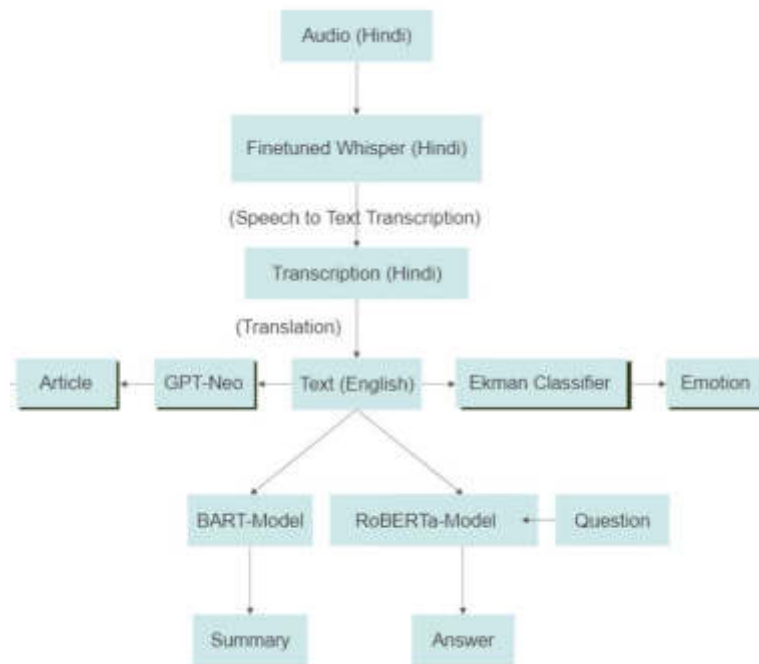 Audio (Hindi)
Finetuned Whisper (Hindi)
(Speech to Text Transcription)
Transcription (Hindi)
(Translation)
Article
GPT-Neo
Text (English)
Ekman Classifier
Emotion
BART-Model
RoBERTa-Model
Question
Summary
Answer